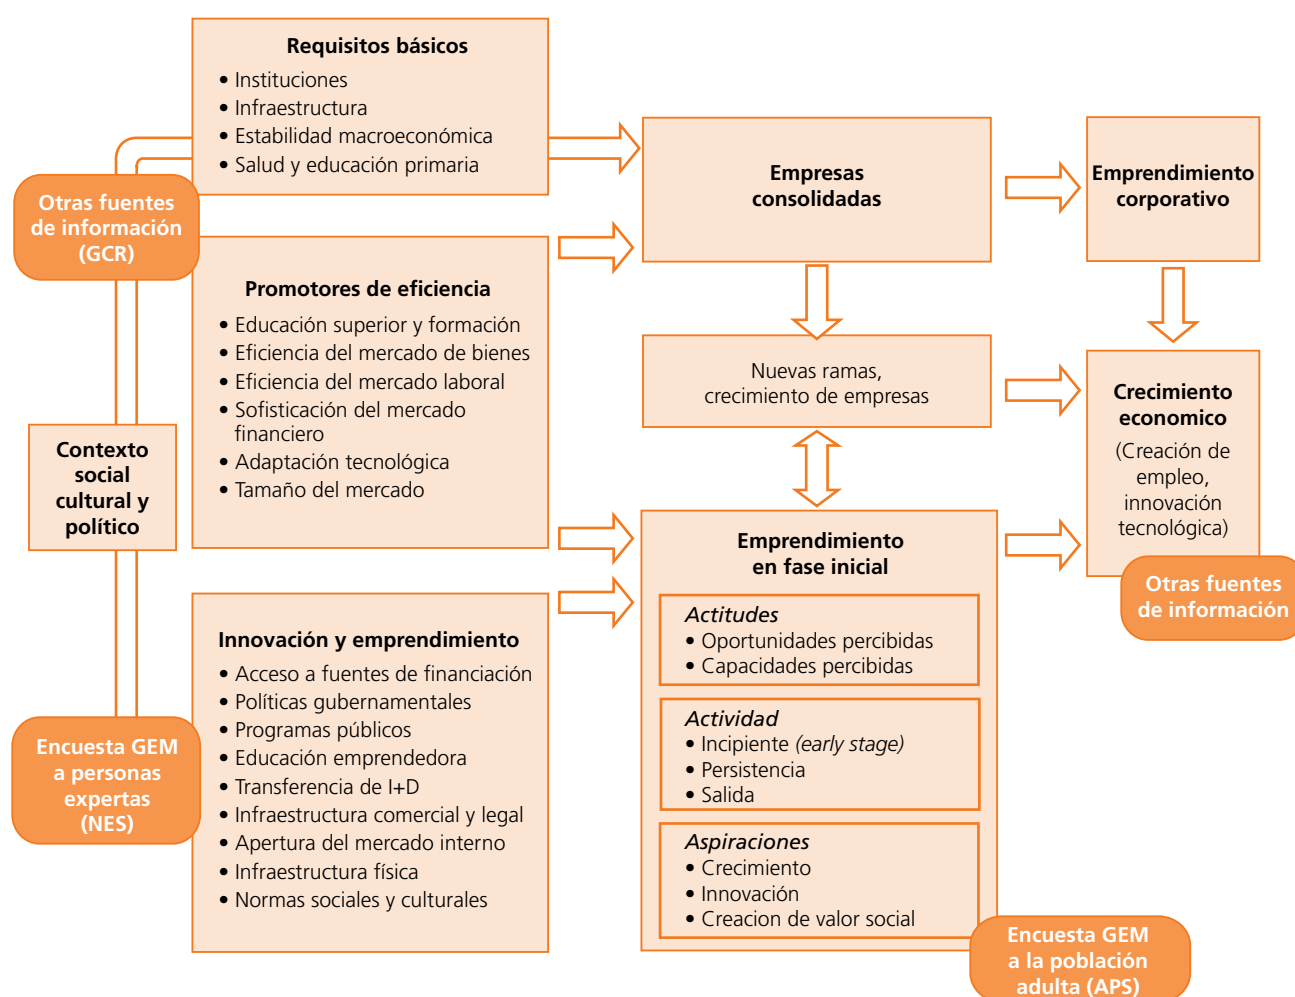 Requisitos básicos
• Instituciones
• Infraestructura
• Estabilidad macroeconómica
• Salud y educación primaria
Otras fuentes
de información
(GCR)
Promotores de eficiencia
• Educación superior y formación
• Eficiencia del mercado de bienes
• Eficiencia del mercado laboral
• Sofisticación del mercado
financiero
• Adaptación tecnológica
• Tamaño del mercado
Contexto
social
cultural y
político
Innovación y emprendimiento
• Acceso a fuentes de financiación
• Políticas gubernamentales
• Programas públicos
• Educación emprendedora
• Transferencia de I+D
• Infraestructura comercial y legal
• Apertura del mercado interno
• Infraestructura física
• Normas sociales y culturales
Encuesta GEM
a personas
expertas
(NES)
Empresas
consolidadas
Emprendimiento
corporativo
Nuevas ramas,
crecimiento de empresas
Crecimiento
economico
(Creación de
empleo,
innovación
tecnológica)
Otras fuentes
de información
Emprendimiento
en fase inicial
Actitudes
• Oportunidades percibidas
• Capacidades percibidas
Actividad
• Incipiente (early stage)
• Persistencia
• Salida
Aspiraciones
• Crecimiento
• Innovación
• Creacion de valor social
Encuesta GEM
a la población
adulta (APS)